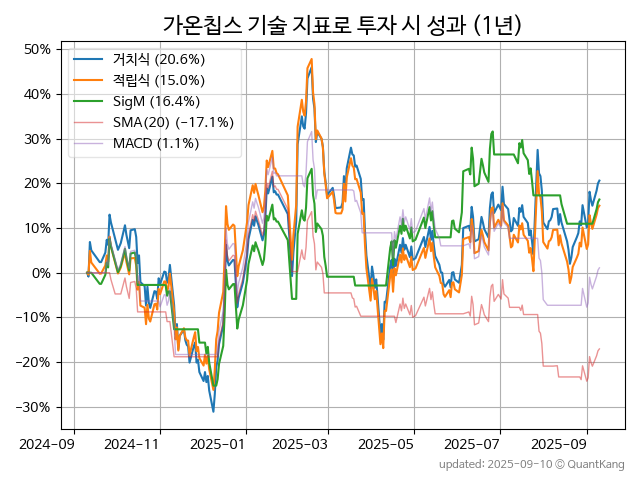 가온칩스 기술 지표로 투자 시 성과 (1년)
거치식 (20.6%)
적립식 (15.0%)
SigM (16.4%)
SMA(20) (−17.1%)
MACD (1.1%)
50%
40%
30%
20%
10%
0%
−10%
−20%
−30%
2024-09 2024-11 2025-01 2025-03 2025-05 2025-07 2025-09
updated: 2025-09-10 @ QuantKang